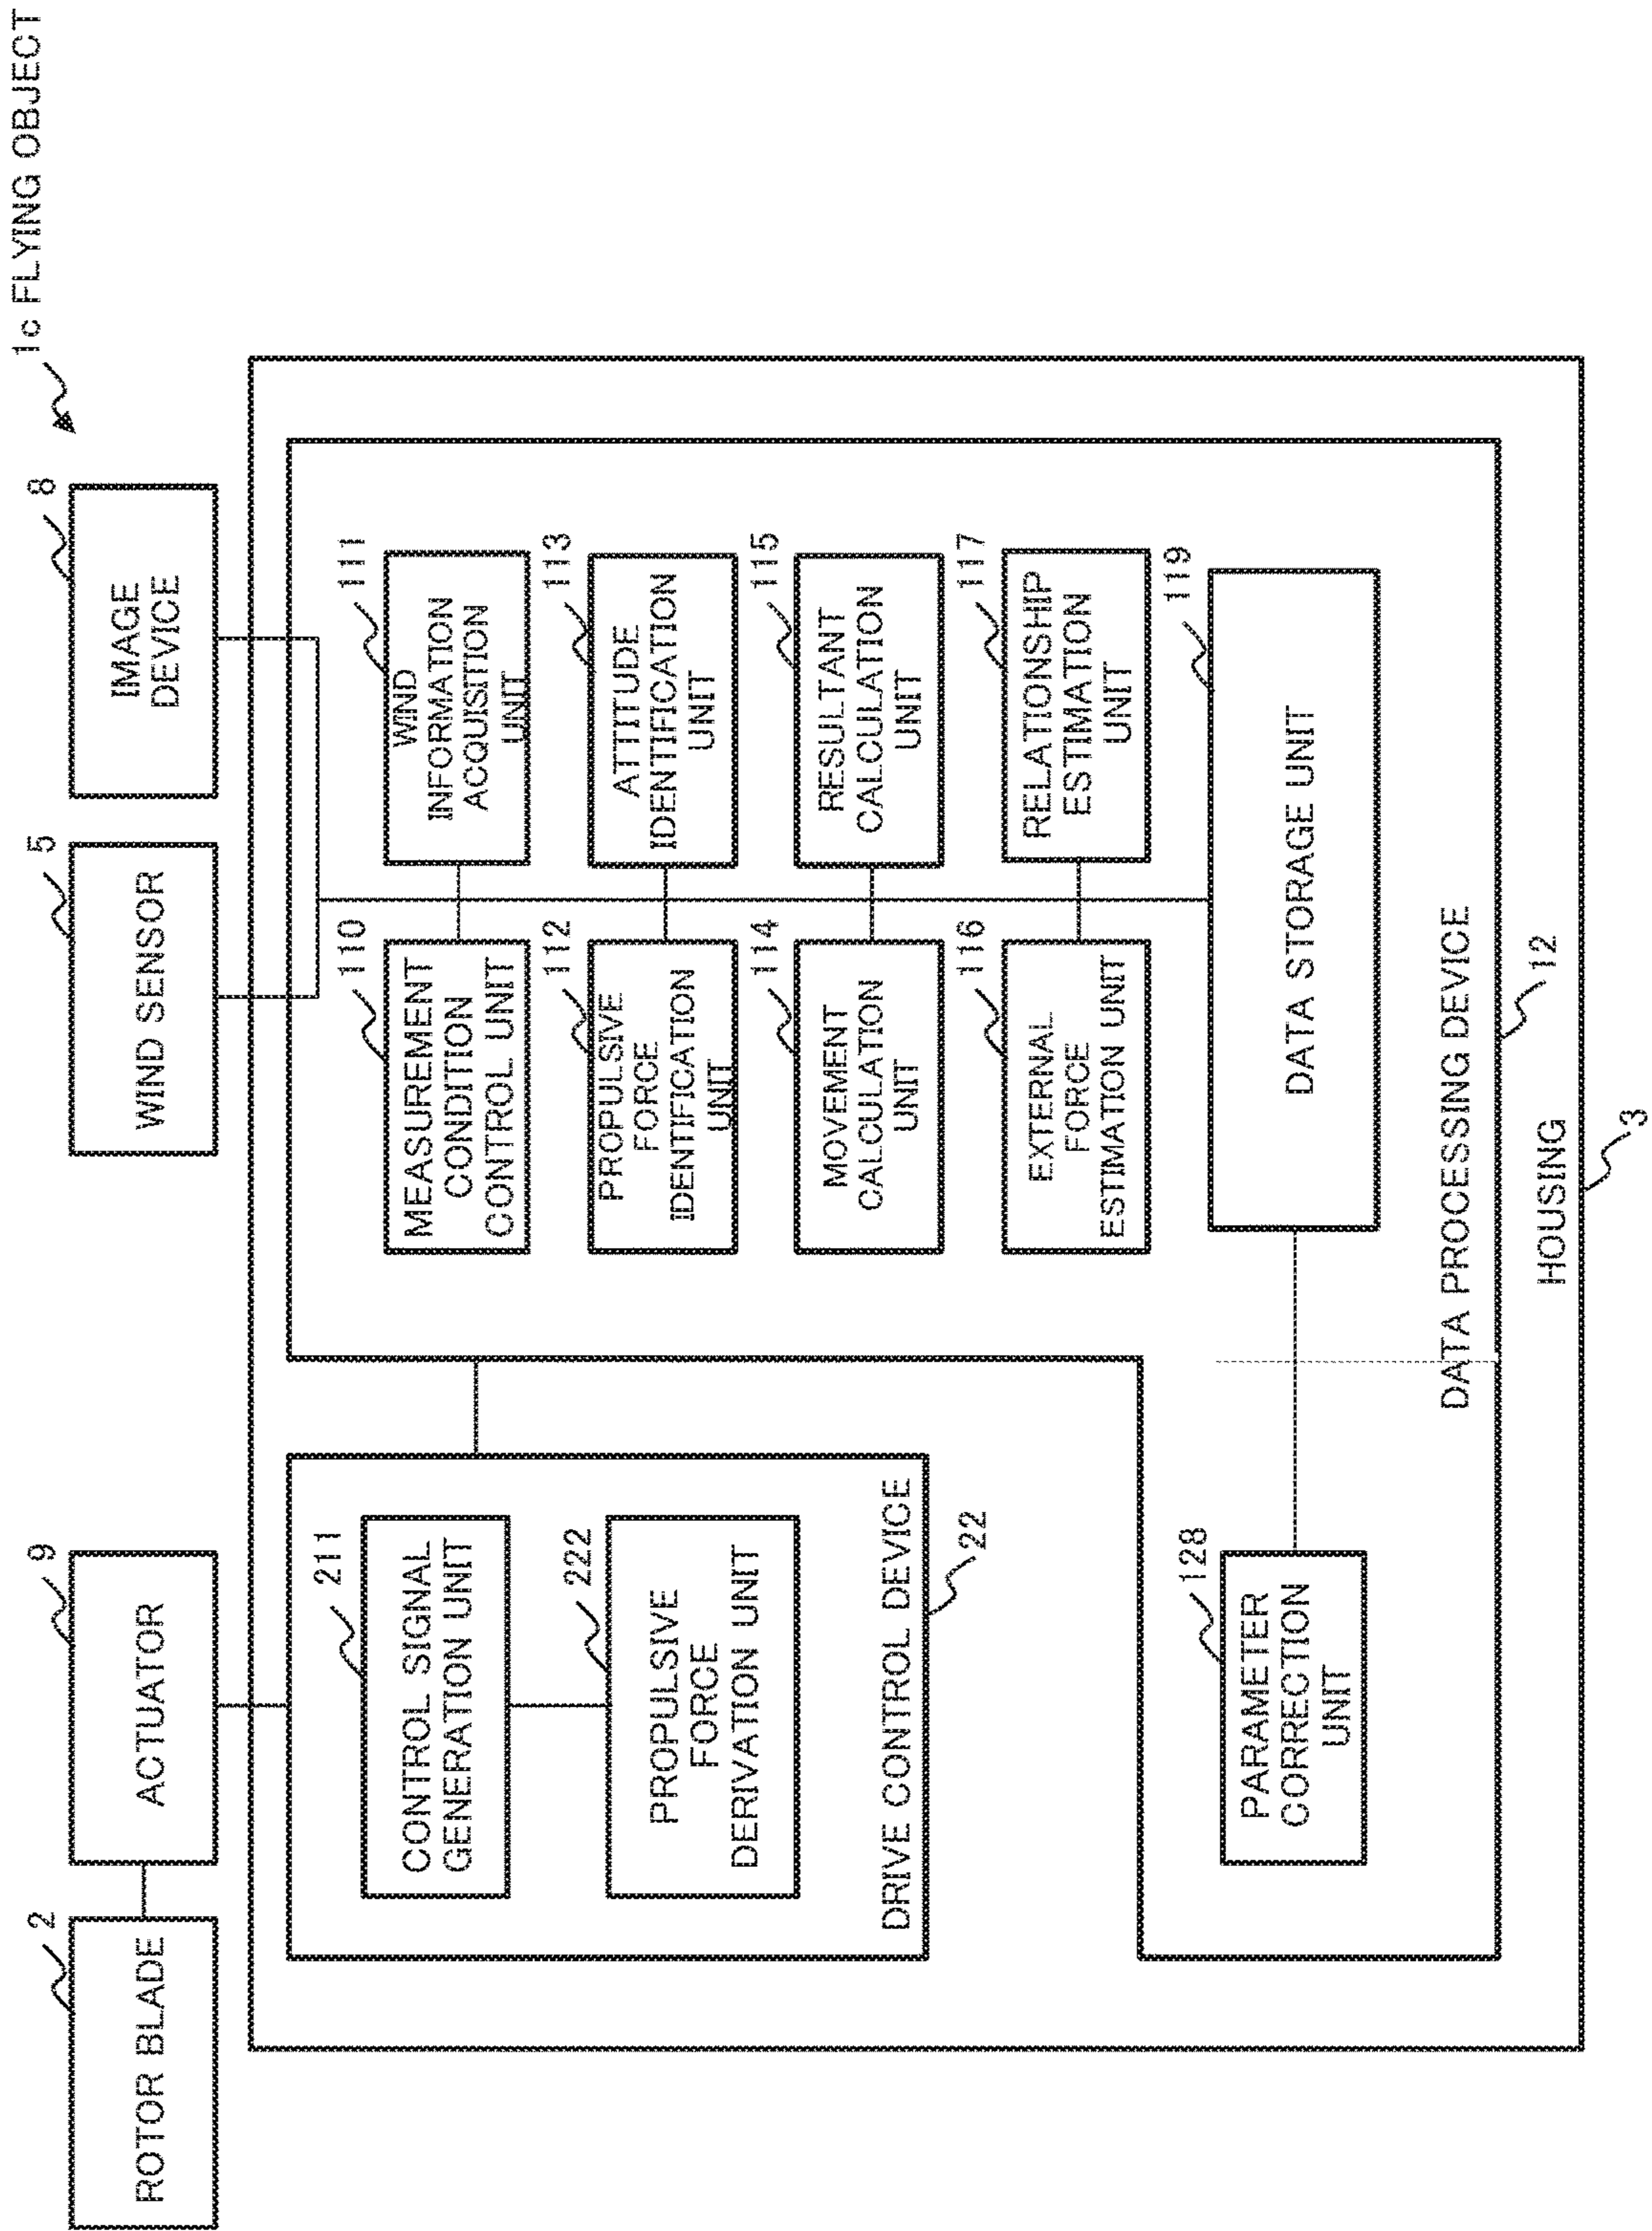 1c FLYING OBJECT
2
ROTOR BLADE
9
ACTUATOR
5
WIND SENSOR
8
IMAGE
DEVICE
211
CONTROL SIGNAL
GENERATION UNIT
222
PROPULSIVE
FORCE
DERIVATION UNIT
DRIVE CONTROL DEVICE
22
110
MEASUREMENT
CONDITION
CONTROL UNIT
111
WIND
INFORMATION
ACQUISITION
UNIT
112
PROPULSIVE
FORCE
IDENTIFICATION
UNIT
113
ATTITUDE
IDENTIFICATION
UNIT
114
MOVEMENT
CALCULATION
UNIT
115
RESULTANT
CALCULATION
UNIT
116
EXTERNAL
FORCE
ESTIMATION UNIT
117
RELATIONSHIP
ESTIMATION
UNIT
128
PARAMETER
CORRECTION
UNIT
119
DATA STORAGE UNIT
DATA PROCESSING DEVICE
12
HOUSING
3